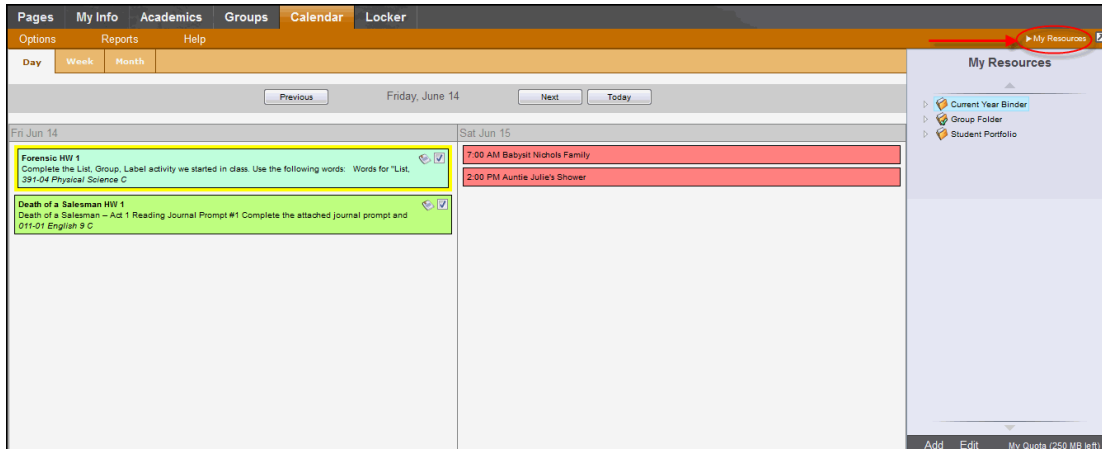 Pages My Info Academics Groups Calendar Locker
Options Reports Help
▶My Resources
Day Week Month
My Resources
Previous Friday, June 14 Next Today
Current Year Binder
Group Folder
Student Portfolio
Fri Jun 14
Sat Jun 15
Forensic HW 1
Complete the List, Group, Label activity we started in class. Use the following words: Words for "List,
391-04 Physical Science C
Death of a Salesman HW 1
Death of a Salesman – Act 1 Reading Journal Prompt #1 Complete the attached journal prompt and
011-01 English 9 C
7:00 AM Babysit Nichols Family
2:00 PM Auntie Julie's Shower
Add Edit My Quota (250 MB left)